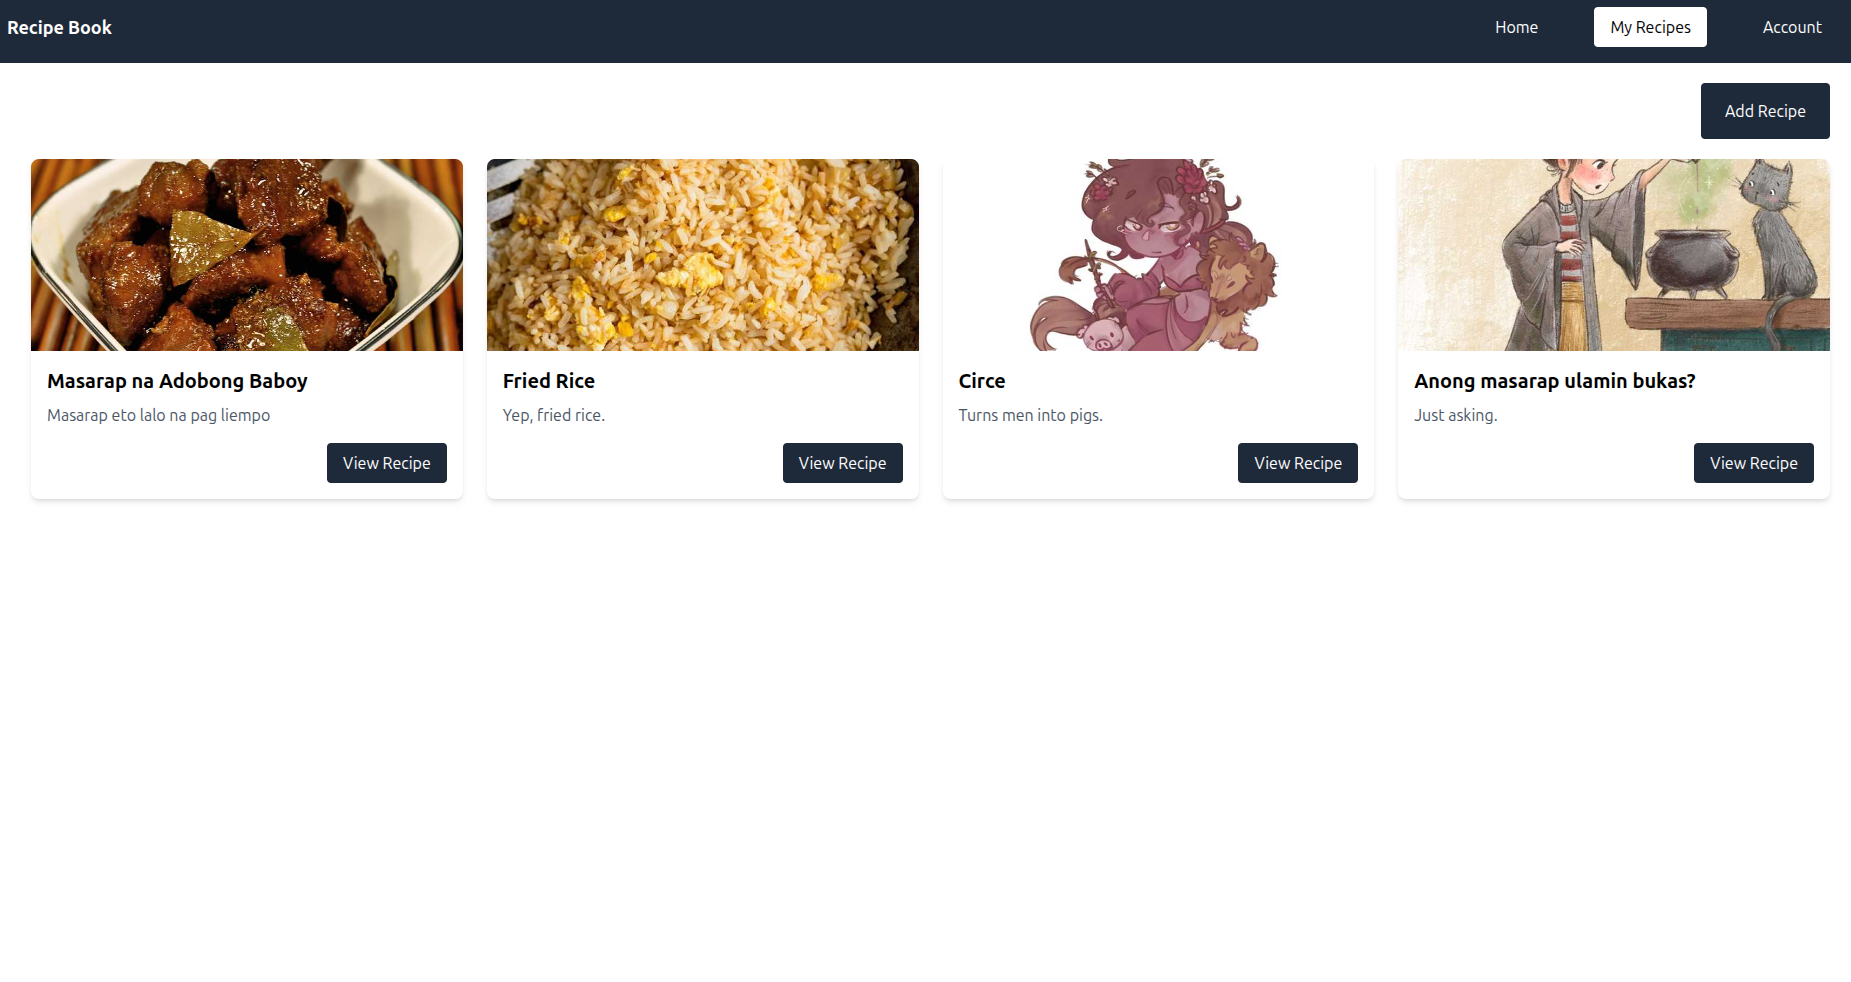 Recipe Book
Home
My Recipes
Account
Add Recipe
Masarap na Adobong Baboy
Masarap eto lalo na pag liempo
View Recipe
Fried Rice
Yep, fried rice.
View Recipe
Circe
Turns men into pigs.
View Recipe
Anong masarap ulamin bukas?
Just asking.
View Recipe